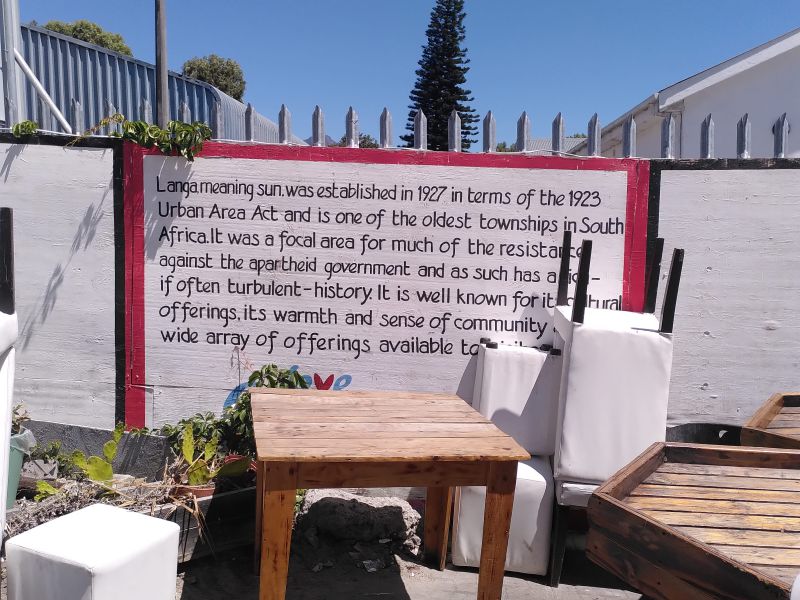 Langa, meaning sun, was established in 1927 in terms of the 1923
Urban Area Act and is one of the oldest townships in South
Africa. It was a focal area for much of the resistance
against the apartheid government and as such has a
if often turbulent-history. It is well known for its cultural
offerings, its warmth and sense of community
wide array of offerings available to
love